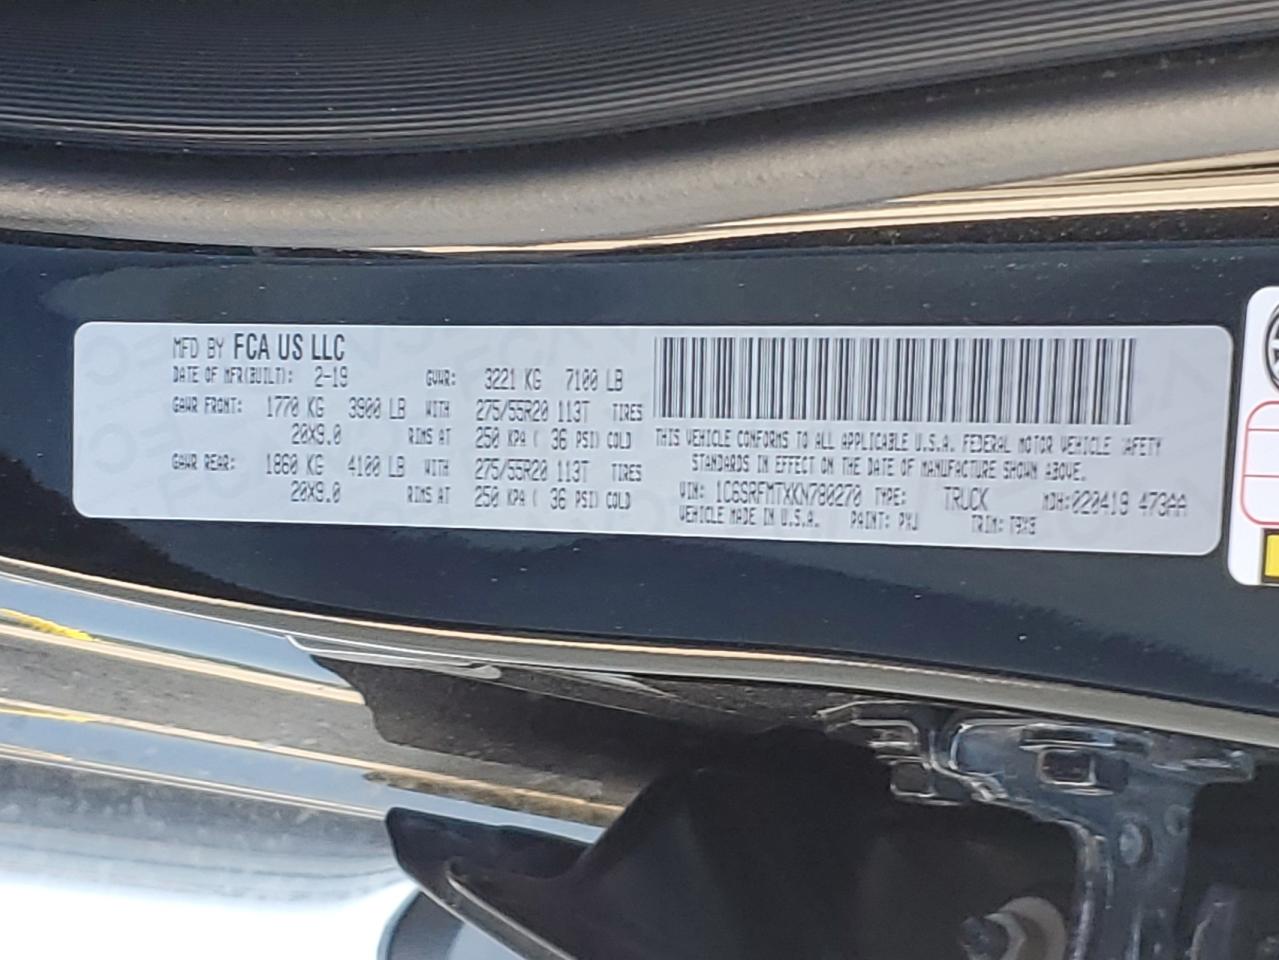 MFD BY FCA US LLC
DATE OF MFR(BUILT): 2-19 GVWR: 3221 KG 7100 LB
GAWR FRONT: 1770 KG 3900 LB WITH 275/55R20 113T TIRES
20X9.0 RIMS AT 250 KPA ( 36 PSI) COLD
GAWR REAR: 1860 KG 4100 LB WITH 275/55R20 113T TIRES
20X9.0 RIMS AT 250 KPA ( 36 PSI) COLD
THIS VEHICLE CONFORMS TO ALL APPLICABLE U.S.A. FEDERAL MOTOR VEHICLE SAFETY
STANDARDS IN EFFECT ON THE DATE OF MANUFACTURE SHOWN ABOVE.
VIN: 1C6SRFMTXKN780270 TYPE: TRUCK MDH:020419 473AA
VEHICLE MADE IN U.S.A. PAINT: PXJ TRIM: T9X9